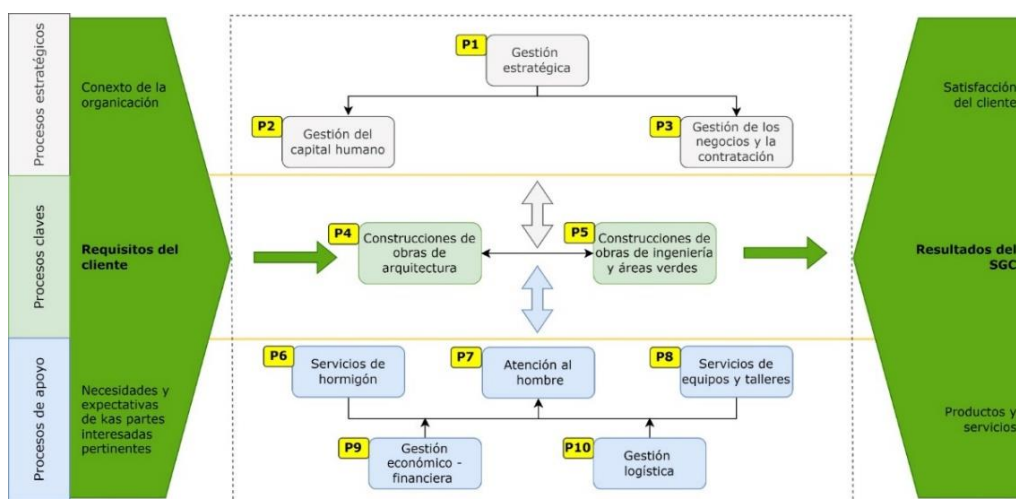 Procesos estratégicos
Conexto de la
organización
P1
Gestión
estratégica
P2
Gestión del
capital humano
P3
Gestión de los
negocios y la
contratación
Satisfacción
del cliente
Procesos claves
Requisitos del
cliente
P4
Construcciones de
obras de
arquitectura
P5
Construcciones de
obras de ingeniería
y áreas verdes
Resultados del
SGC
Procesos de apoyo
Necesidades y
expectativas
de kas partes
interesadas
pertinentes
P6
Servicios de
hormigón
P7
Atención al
hombre
P8
Servicios de
equipos y talleres
P9
Gestión
económico -
financiera
P10
Gestión
logística
Productos y
servicios